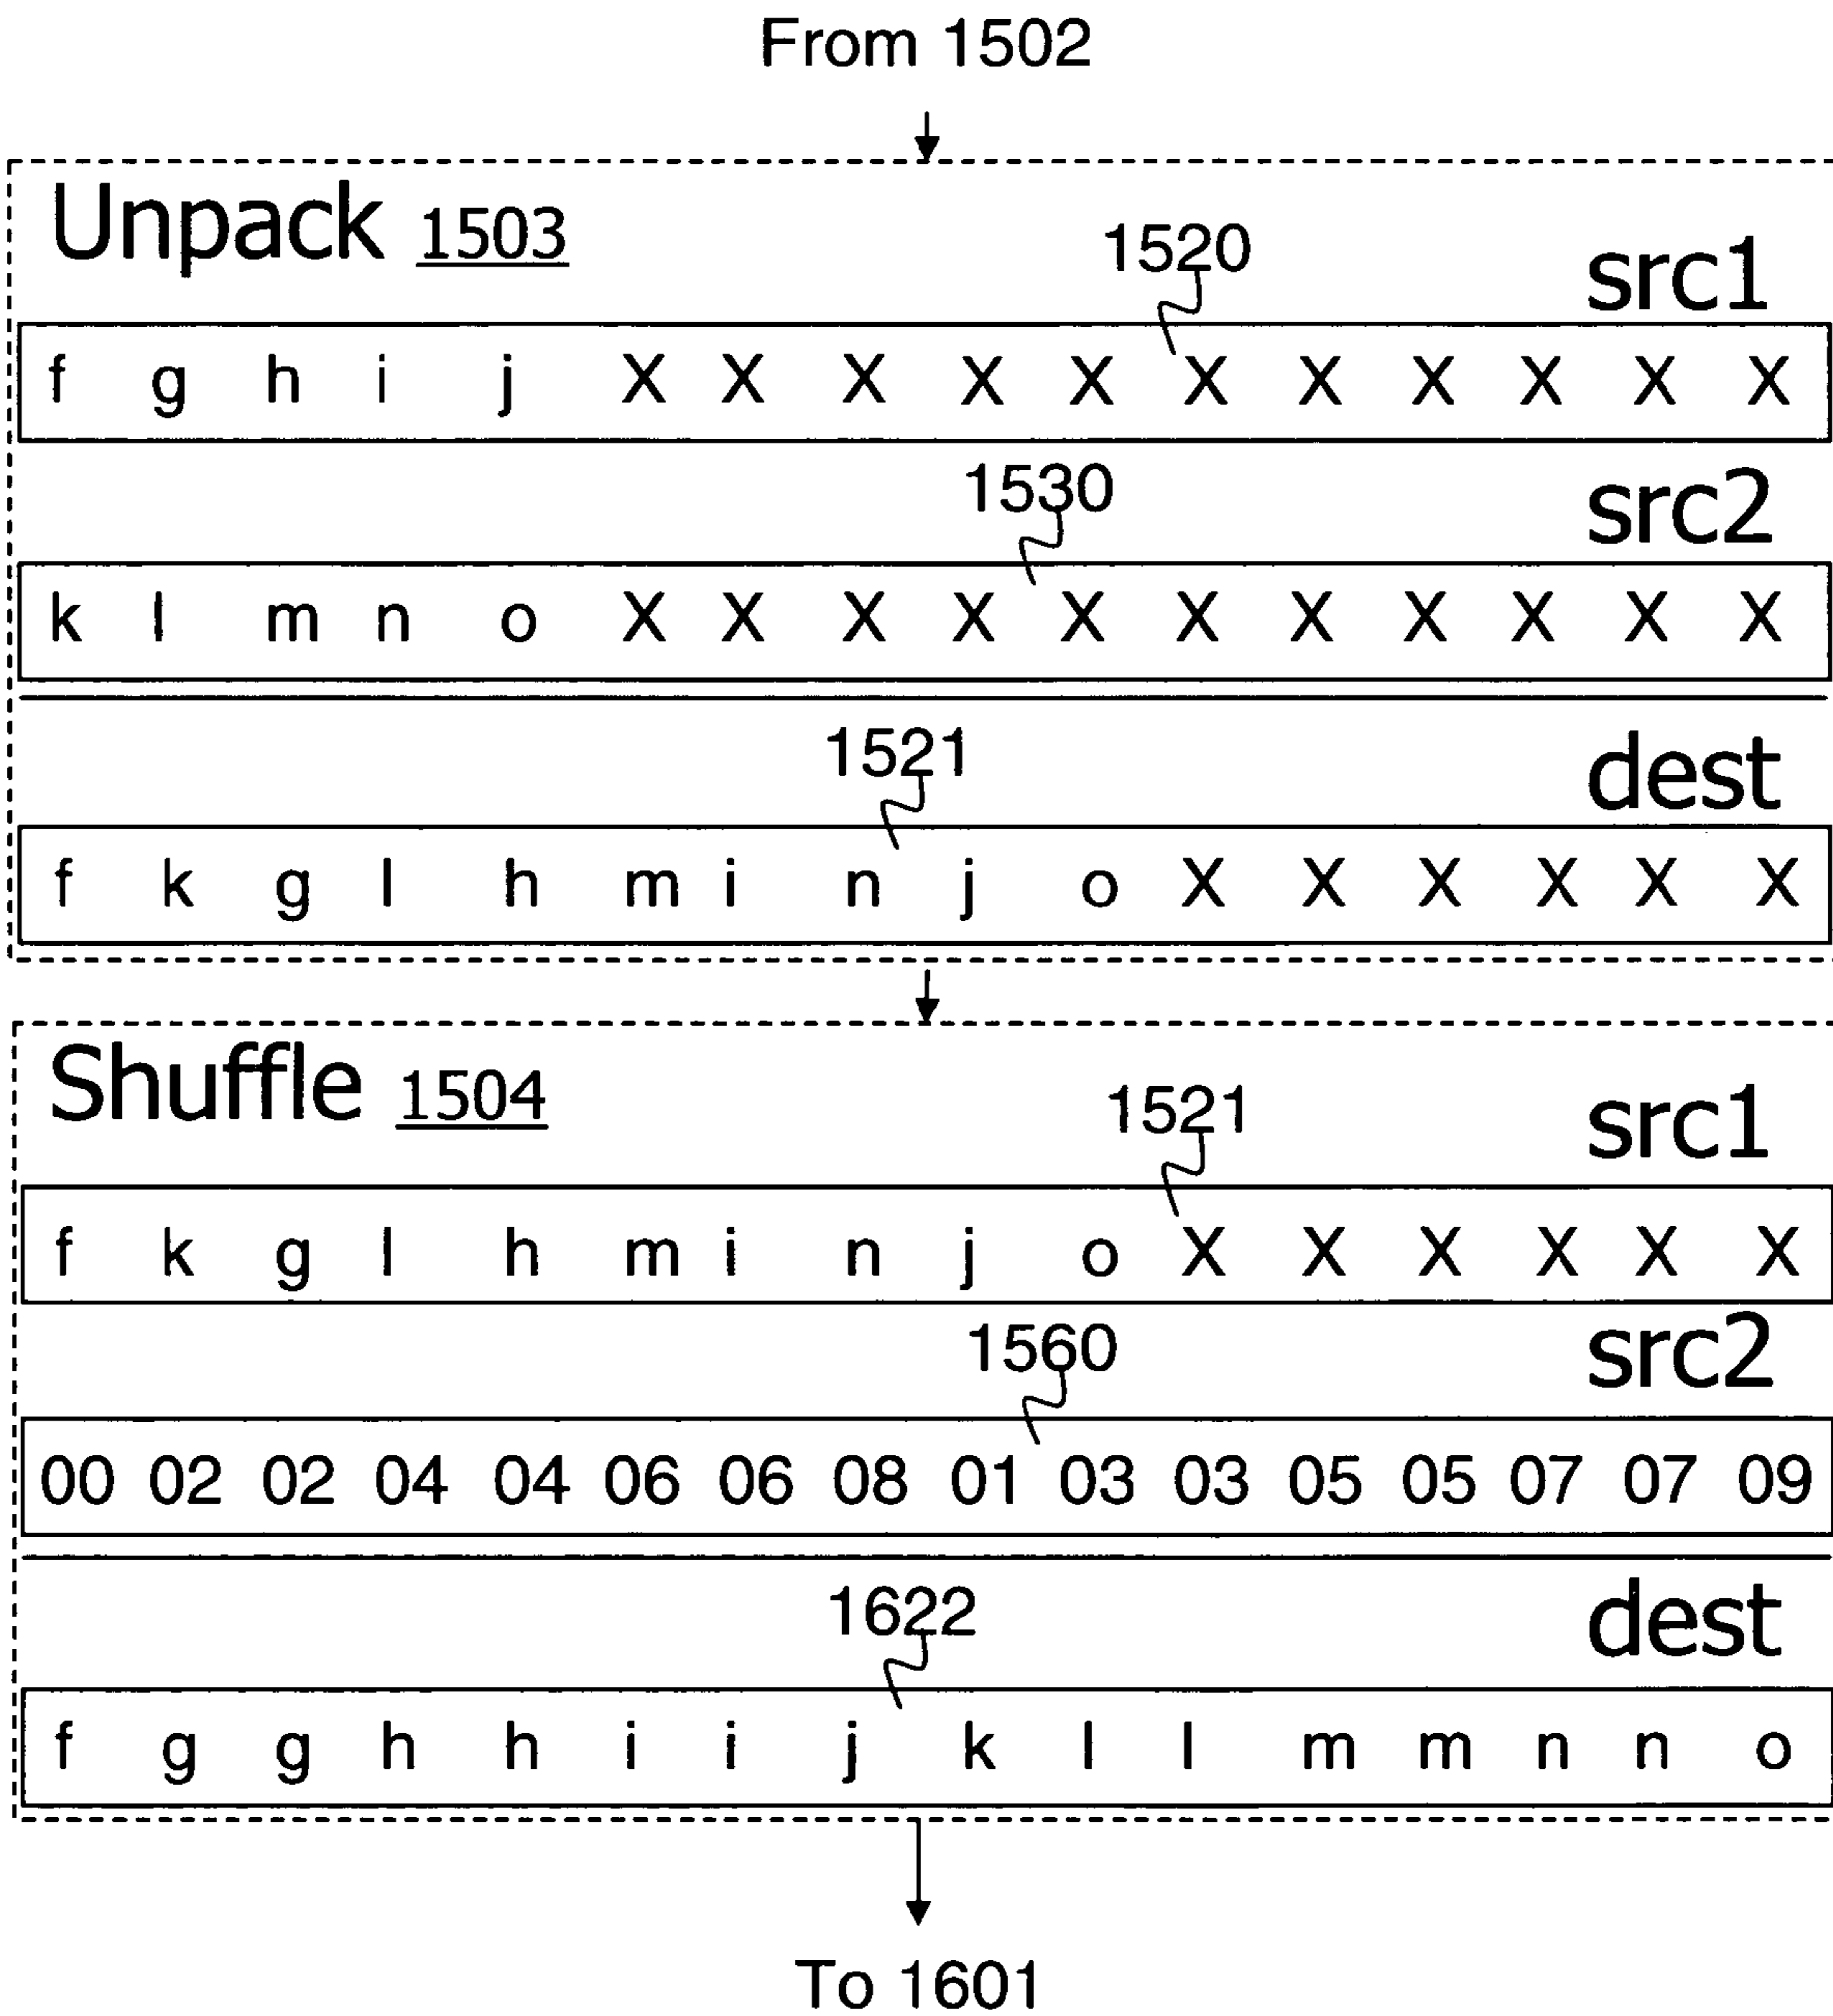 From 1502
Unpack 1503
1520
src1
f g h i j X X X X X X X X X X X
1530
src2
k l m n o X X X X X X X X X X X
1521
dest
f k g l h m i n j o X X X X X X
Shuffle 1504
1521
src1
f k g l h m i n j o X X X X X X
1560
src2
00 02 02 04 04 06 06 08 01 03 03 05 05 07 07 09
1622
dest
f g g h h i i j k l l m m n n o
To 1601